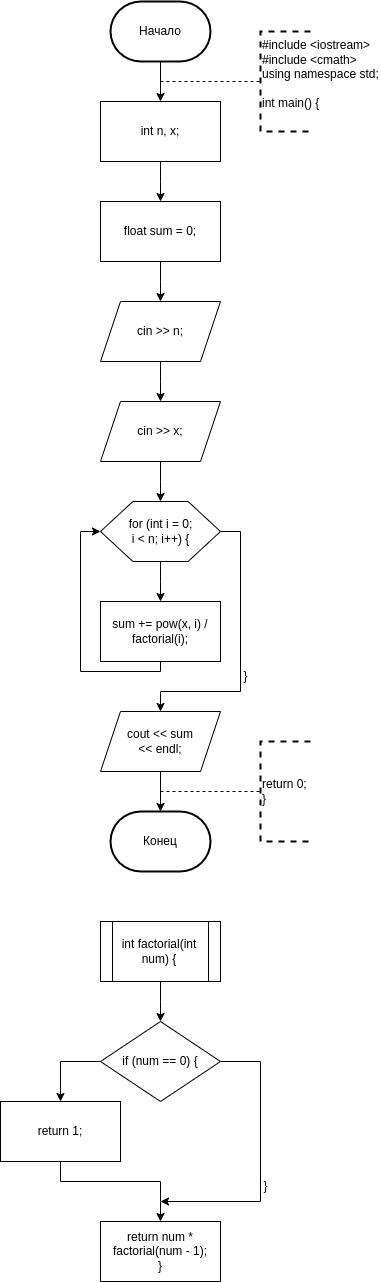 Начало
#include <iostream>
#include <cmath>
using namespace std;
int main() {
int n, x;
float sum = 0;
cin >> n;
cin >> x;
for (int i = 0;
i < n; i++) {
sum += pow(x, i) /
factorial(i);
}
cout << sum
<< endl;
return 0;
}
Конец
int factorial(int
num) {
if (num == 0) {
return 1;
}
return num *
factorial(num - 1);
}